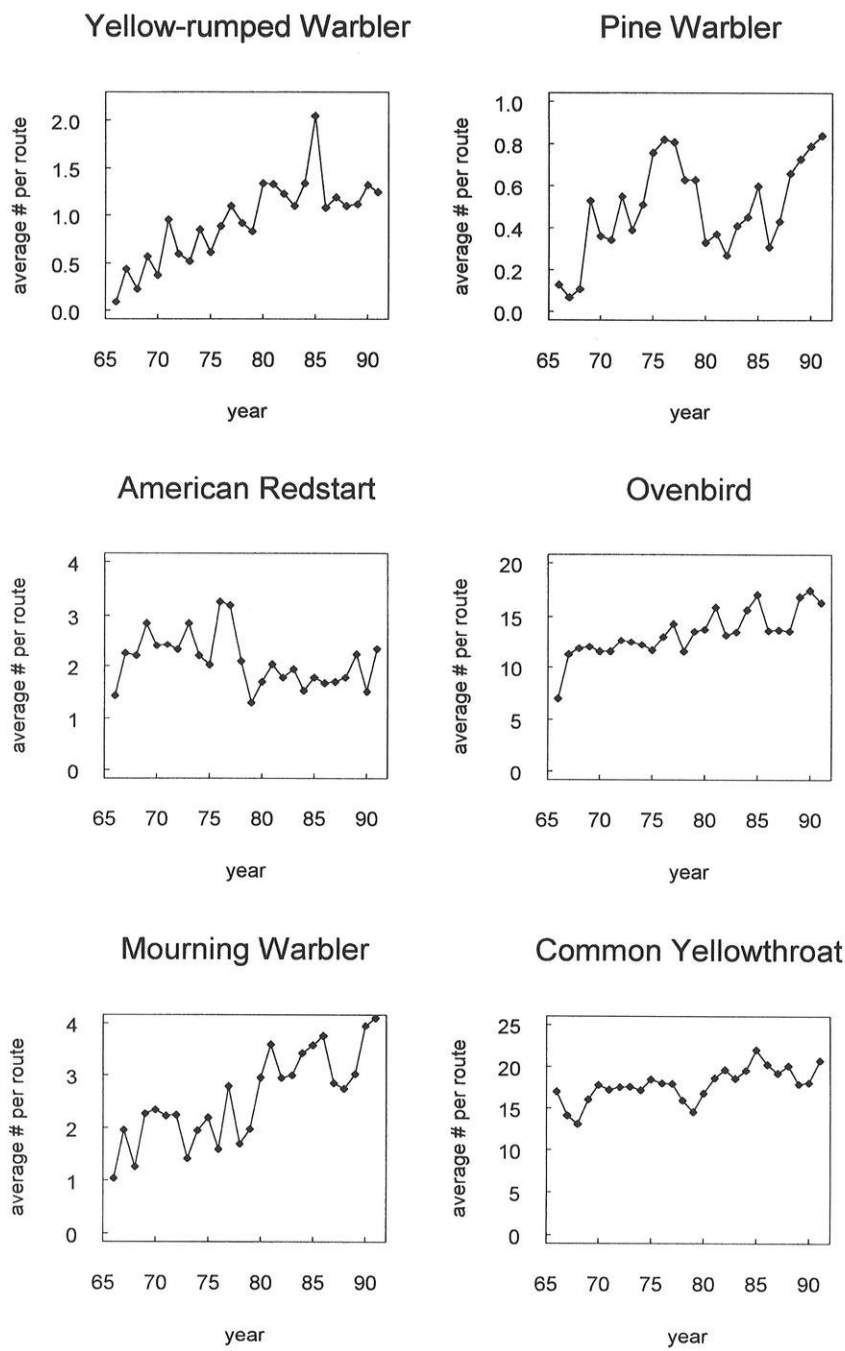 Yellow-rumped Warbler
average # per route
2.0
1.5
1.0
0.5
0.0
65 70 75 80 85 90
year
Pine Warbler
average # per route
1.0
0.8
0.6
0.4
0.2
0.0
65 70 75 80 85 90
year
American Redstart
average # per route
4
3
2
1
0
65 70 75 80 85 90
year
Ovenbird
average # per route
20
15
10
5
0
65 70 75 80 85 90
year
Mourning Warbler
average # per route
4
3
2
1
0
65 70 75 80 85 90
year
Common Yellowthroat
average # per route
25
20
15
10
5
0
65 70 75 80 85 90
year